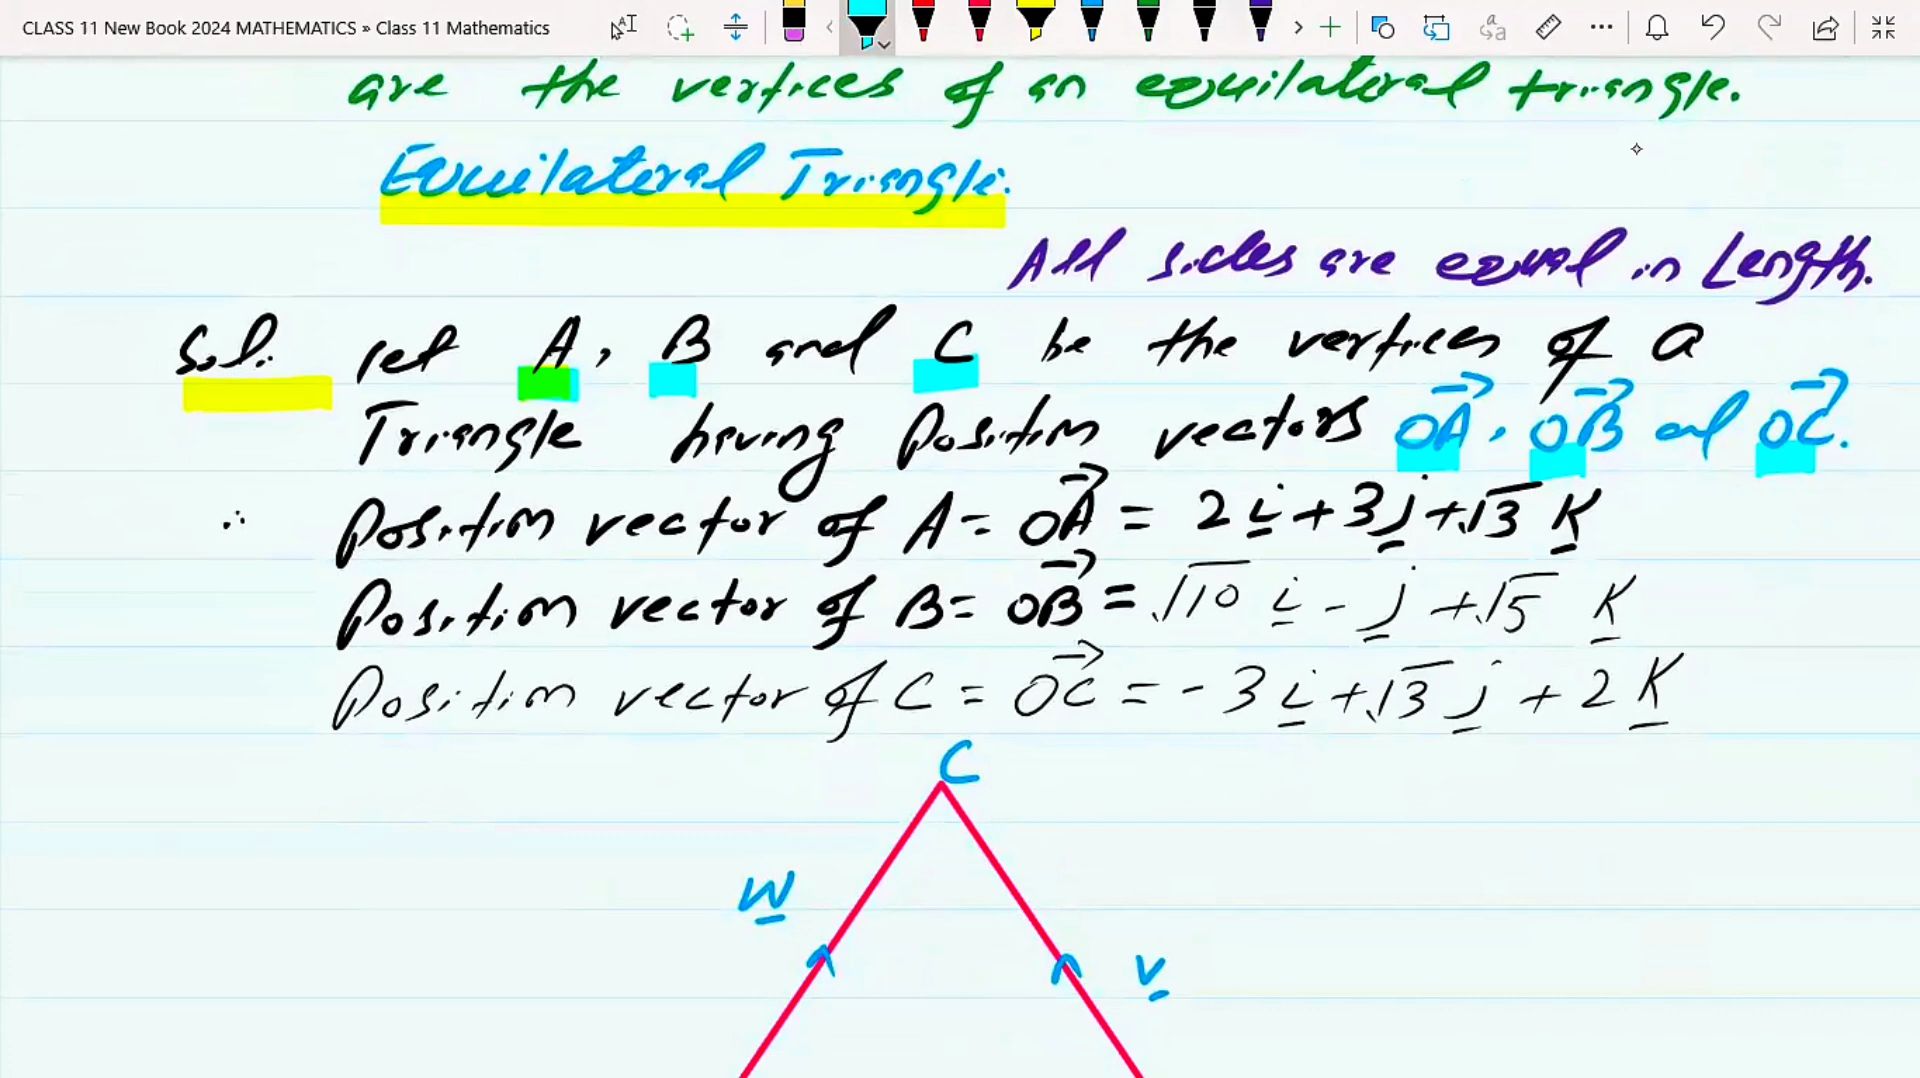 CLASS 11 New Book 2024 MATHEMATICS » Class 11 Mathematics
are the vertices of an equilateral triangle.
Equilateral Triangle.
All sides are equal in Length.
Sol: let A, B and C be the vertices of a
Triangle having Position vectors →OA, →OB and →OC.
∴ Position vector of A = →OA = 2i + 3j + √3 K
Position vector of B = →OB = √10 i - j + √5 K
Position vector of C = →OC = -3i + √3 j + 2K
C
w
v